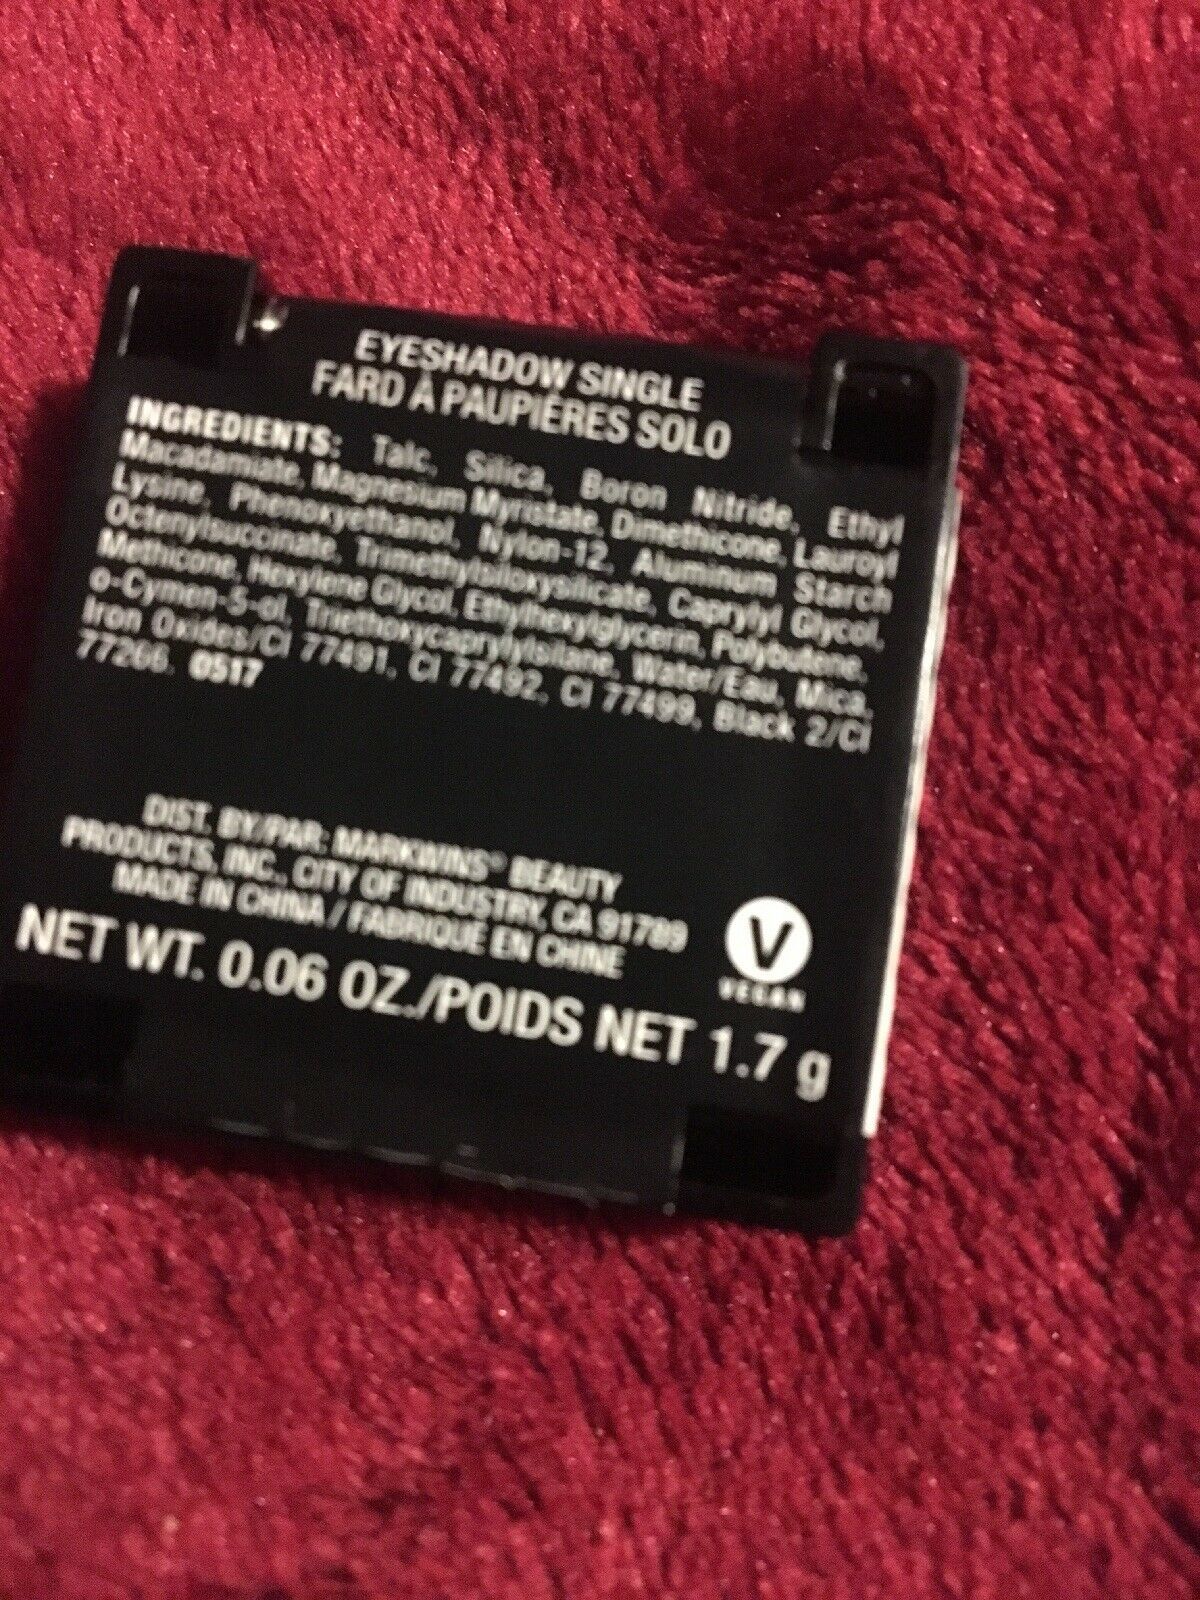 EYESHADOW SINGLE
FARD À PAUPIÈRES SOLO
INGREDIENTS: Talc, Silica, Boron Nitride, Ethyl
Macadamiate, Magnesium Myristate, Dimethicone, Lauroyl
Lysine, Phenoxyethanol, Nylon-12, Aluminum Starch
Octenylsuccinate, Trimethylsiloxysilicate, Caprylyl Glycol,
Methicone, Hexylene Glycol, Ethylhexylglycerin, Polybutene,
o-Cymen-5-ol, Triethoxycaprylylsilane, Water/Eau, Mica,
Iron Oxides/CI 77491, CI 77492, CI 77499, Black 2/CI
77266. 0517
DIST. BY/PAR: MARKWINS® BEAUTY
PRODUCTS, INC., CITY OF INDUSTRY, CA 91789
MADE IN CHINA / FABRIQUÉ EN CHINE
V
VEGAN
NET WT. 0.06 OZ./POIDS NET 1.7 g